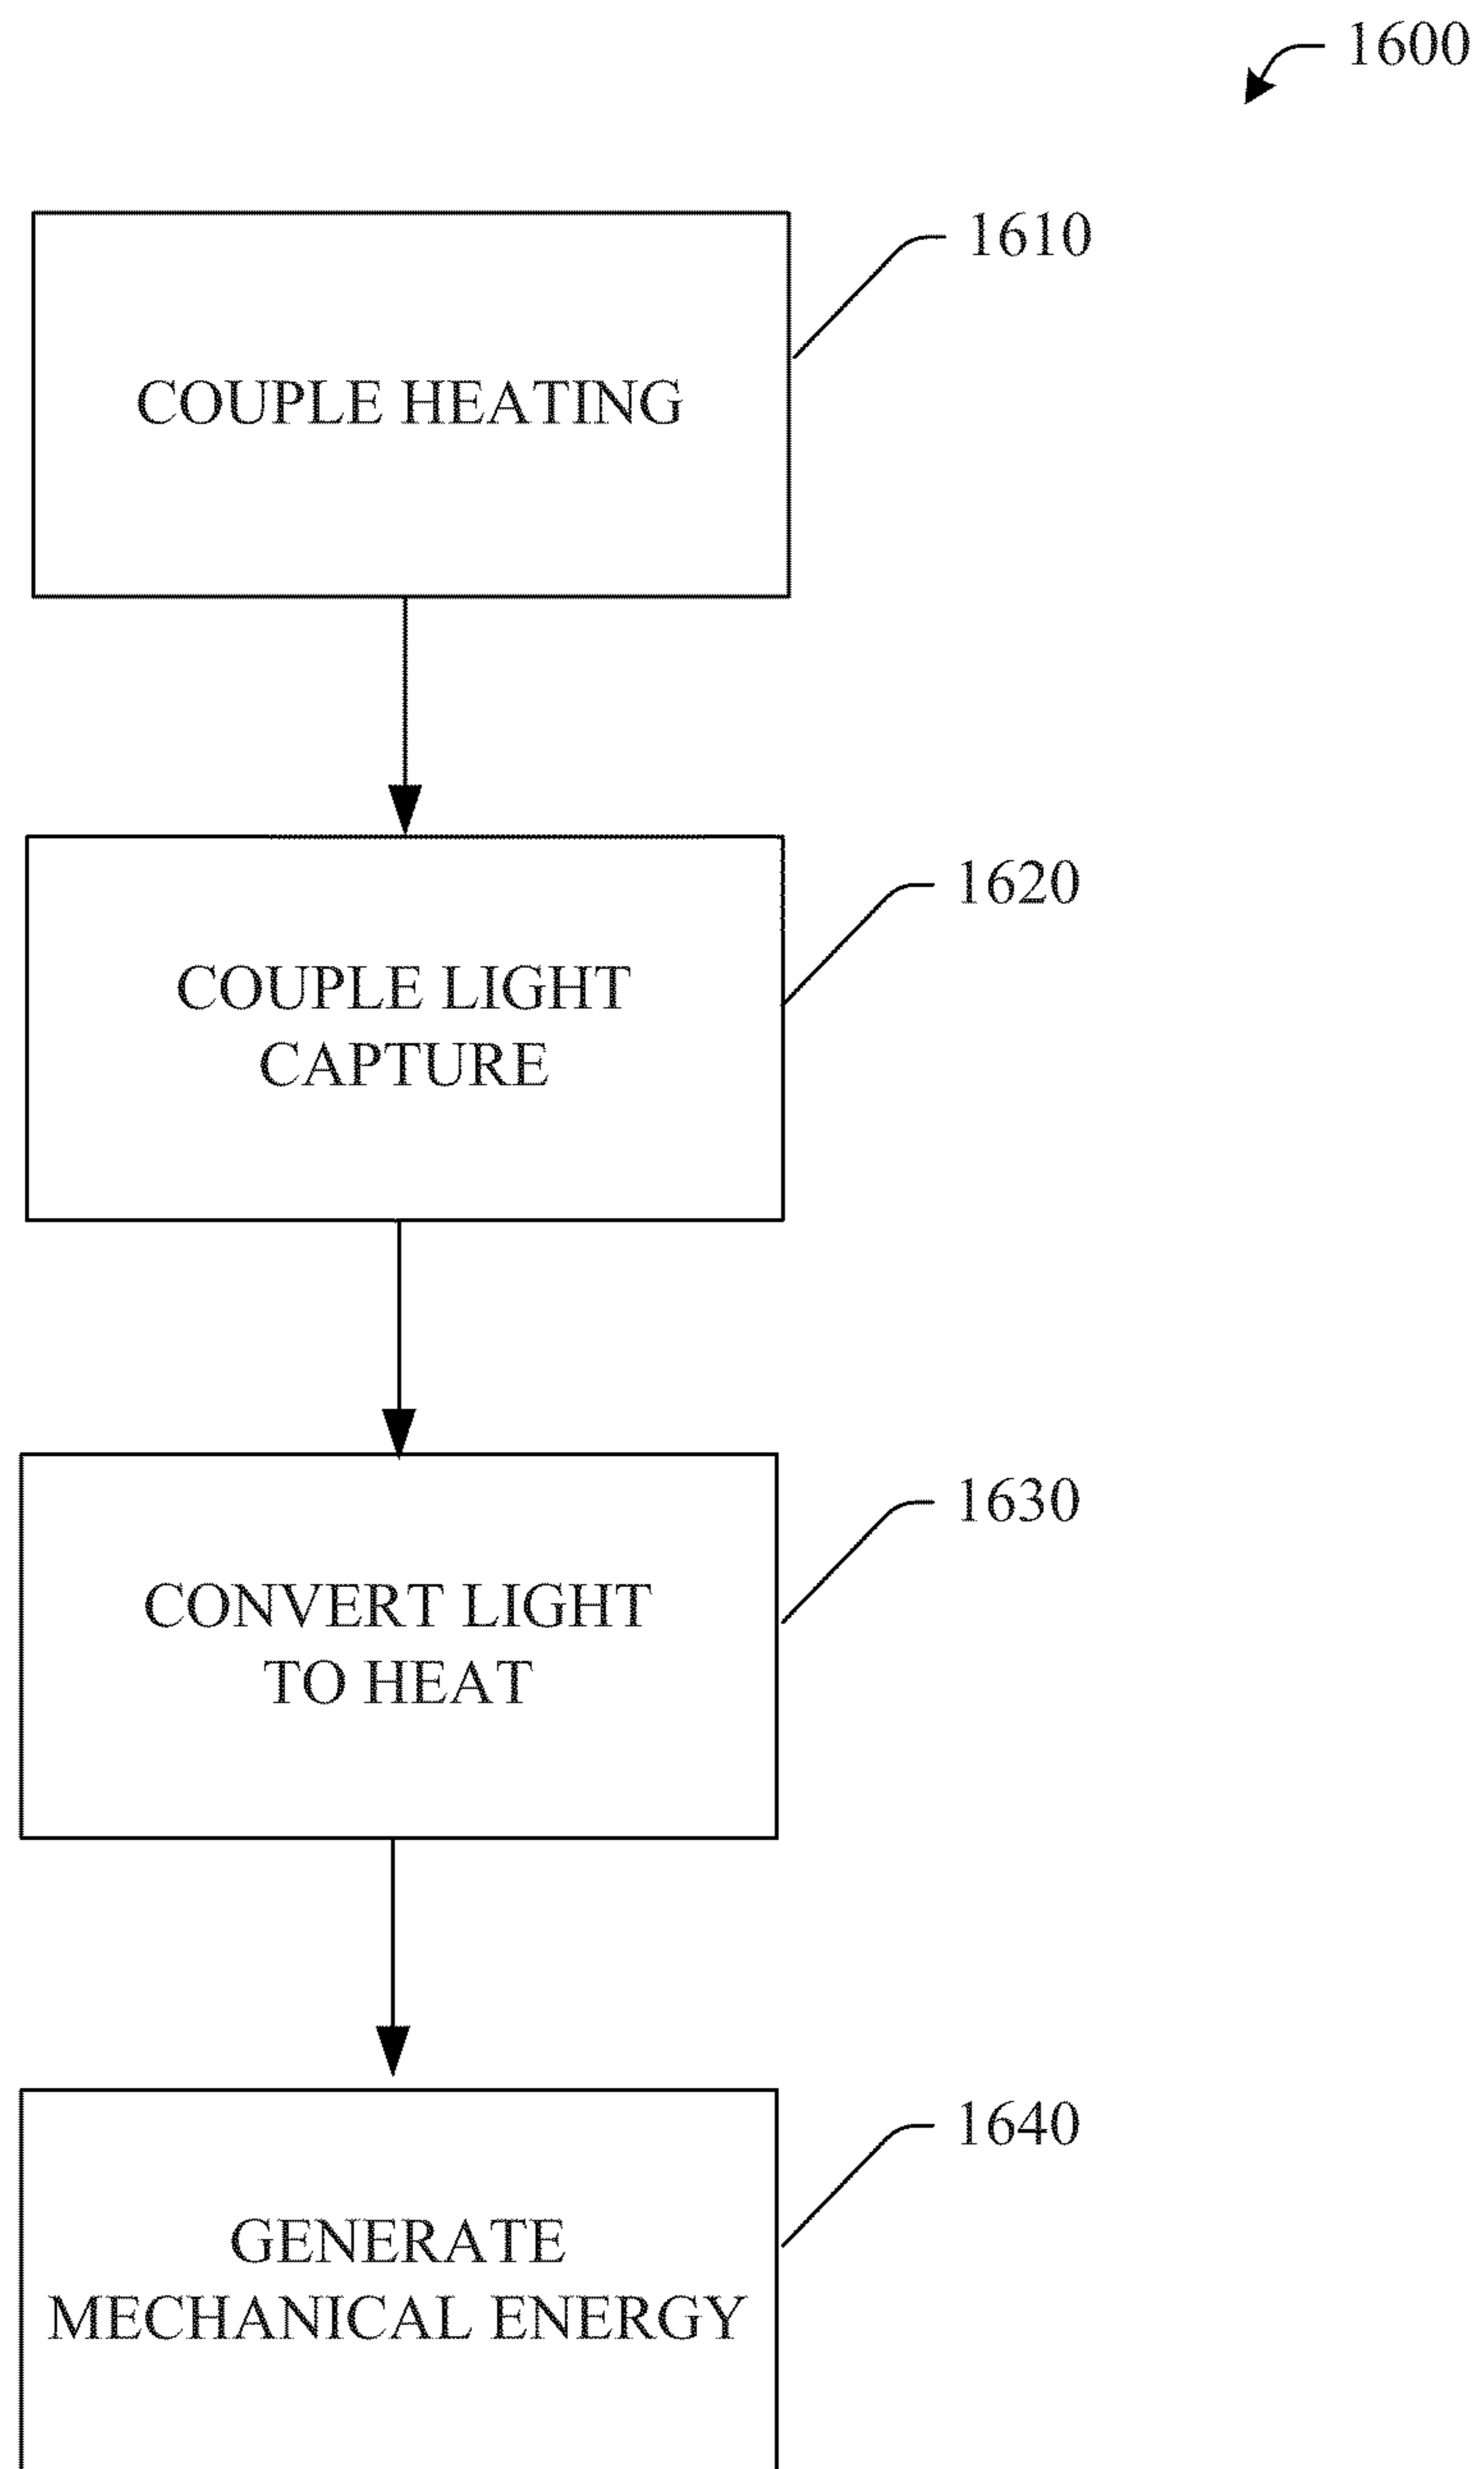 1600
1610
COUPLE HEATING
1620
COUPLE LIGHT
CAPTURE
1630
CONVERT LIGHT
TO HEAT
1640
GENERATE
MECHANICAL ENERGY